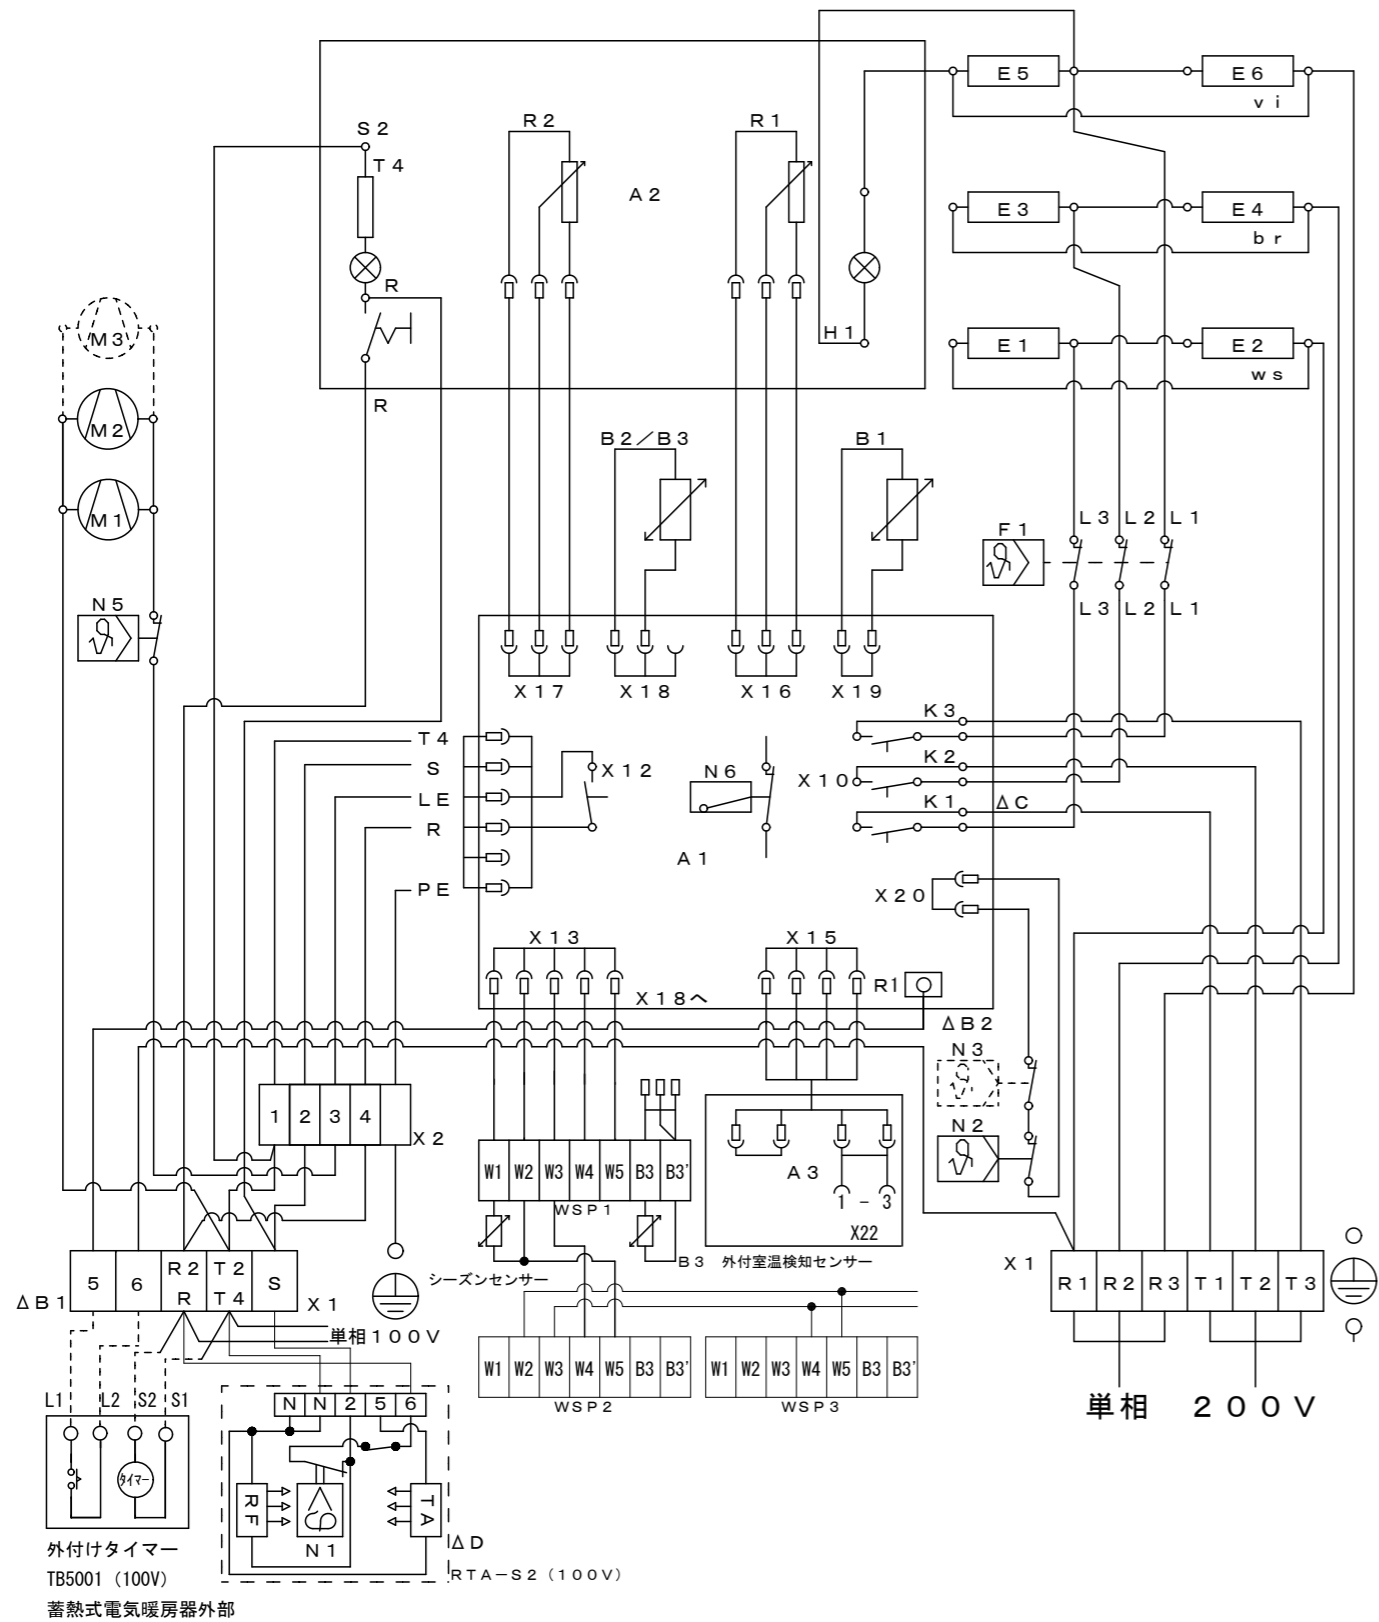 E5
E6
vi
S2
R2
R1
T4
A2
E3
E4
br
R
M3
H1
E1
E2
ws
R
M2
B2／B3
B1
M1
L3 L2 L1
F1
N5
L3 L2 L1
X17
X18
X16
X19
K3
T4
S
X12
N6
K2
X10
LE
K1
ΔC
R
A1
PE
X20
X13
X15
R1
X18へ
ΔB2
N3
1 2 3 4
X2
N2
W1 W2 W3 W4 W5 B3 B3'
A3
WSP1
1 － 3
X22
B3
外付室温検知センサー
シーズンセンサー
5 6 R2 R T2 T4 S
X1
ΔB1
X1
R1 R2 R3 T1 T2 T3
単相100V
W1 W2 W3 W4 W5 B3 B3'
WSP2
W1 W2 W3 W4 W5 B3 B3'
WSP3
単相 200V
L1 L2 S2 S1
N N 2 5 6
タイマー
RF
TA
N1
ΔD
RTA－S2（100V）
外付けタイマー
TB5001（100V）
蓄熱式電気暖房器外部